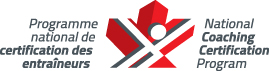 Programme
national de
certification des
entraîneurs
National
Coaching
Certification
Program